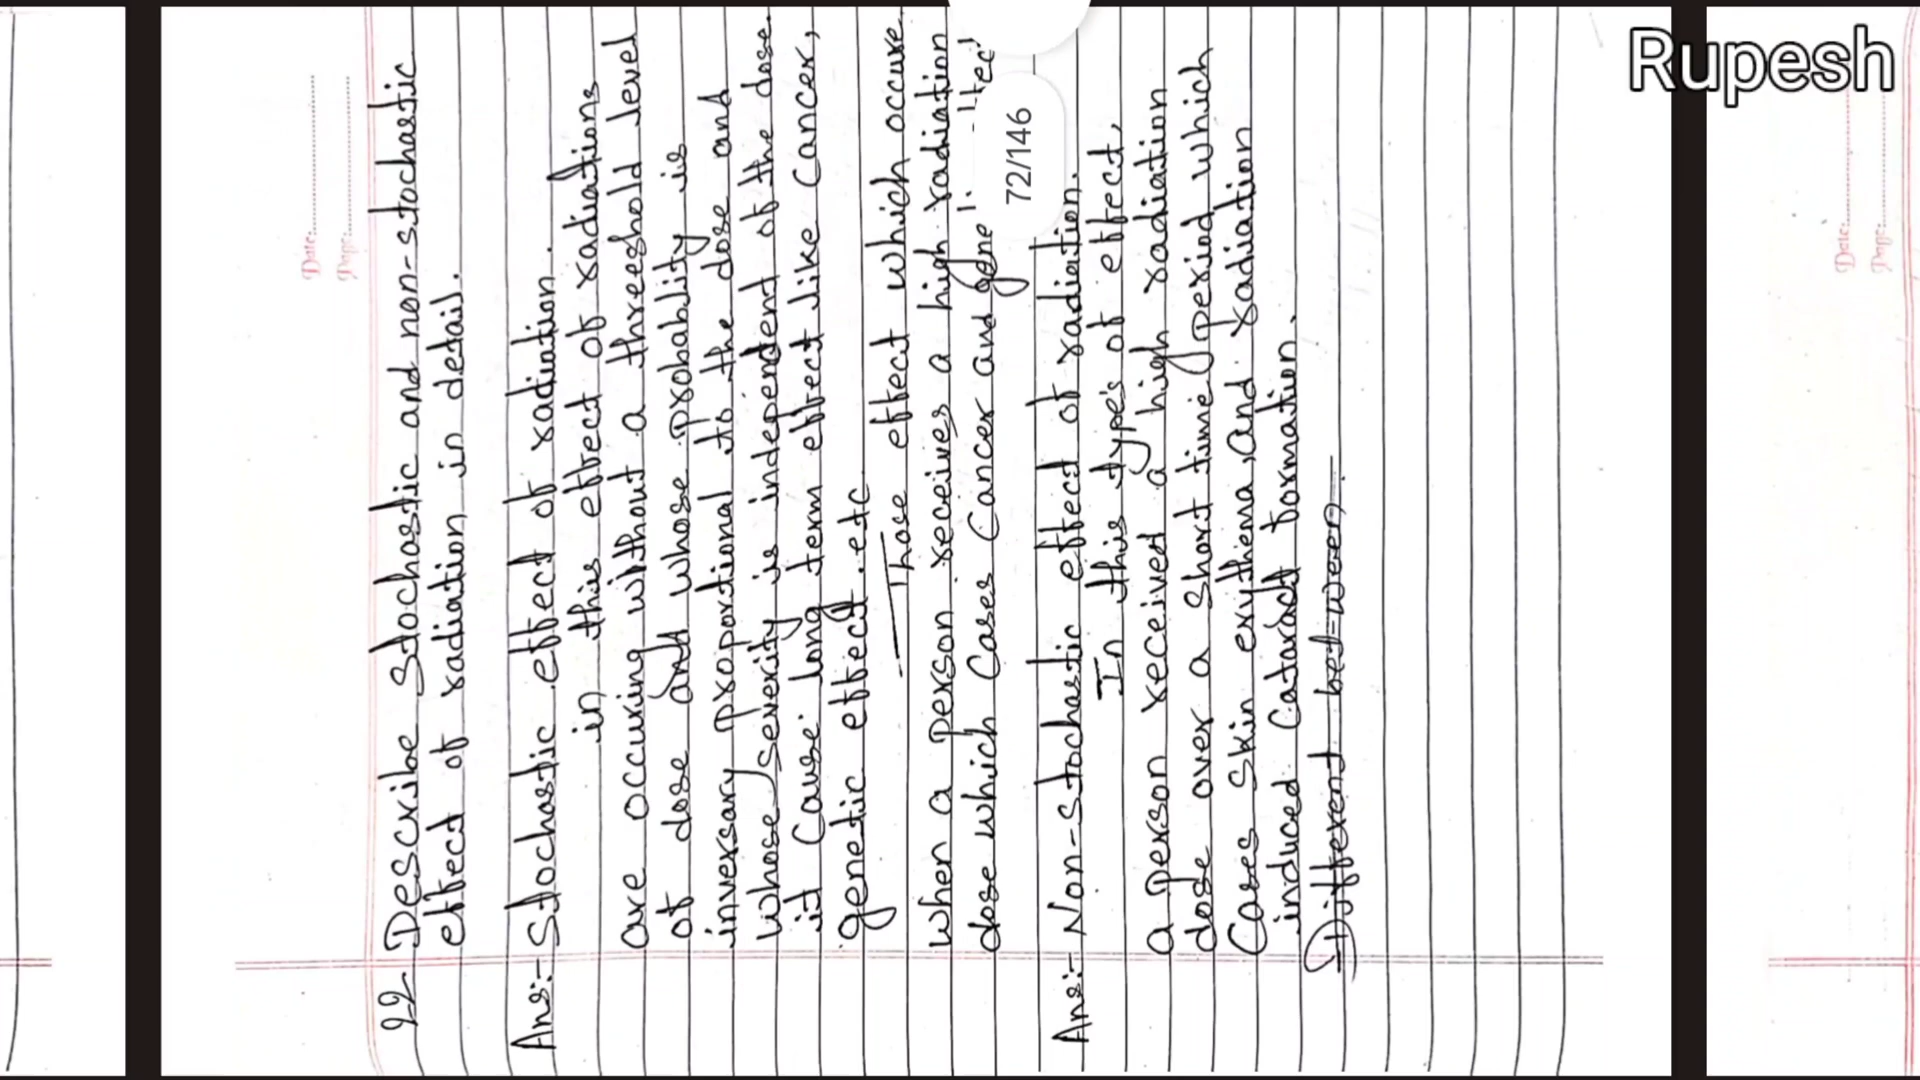 Rupesh
Date:
Page:
22 Describe Stochastic and non-stochastic
effect of radiation in detail.
Ans:- Stochastic effect of radiation.
in this effect of radiations
are occuring without a threeshold level
of dose and whose probability is
inversary proportional to the dose and
whose severity is independent of the dose.
it Cause long term effect like Cancer,
genetic effect etc
Those effect which occure
when a person receives a high radiation
dose which Cases Cancer and gene
72/146
Ans:- Non-Stochastic effect of radiation.
In this type's of effect,
a person received a high radiation
dose over a short time period which
Cases Skin erythema, and radiation
induced Cataract formation.
Different bet-ween
Date:
Page: